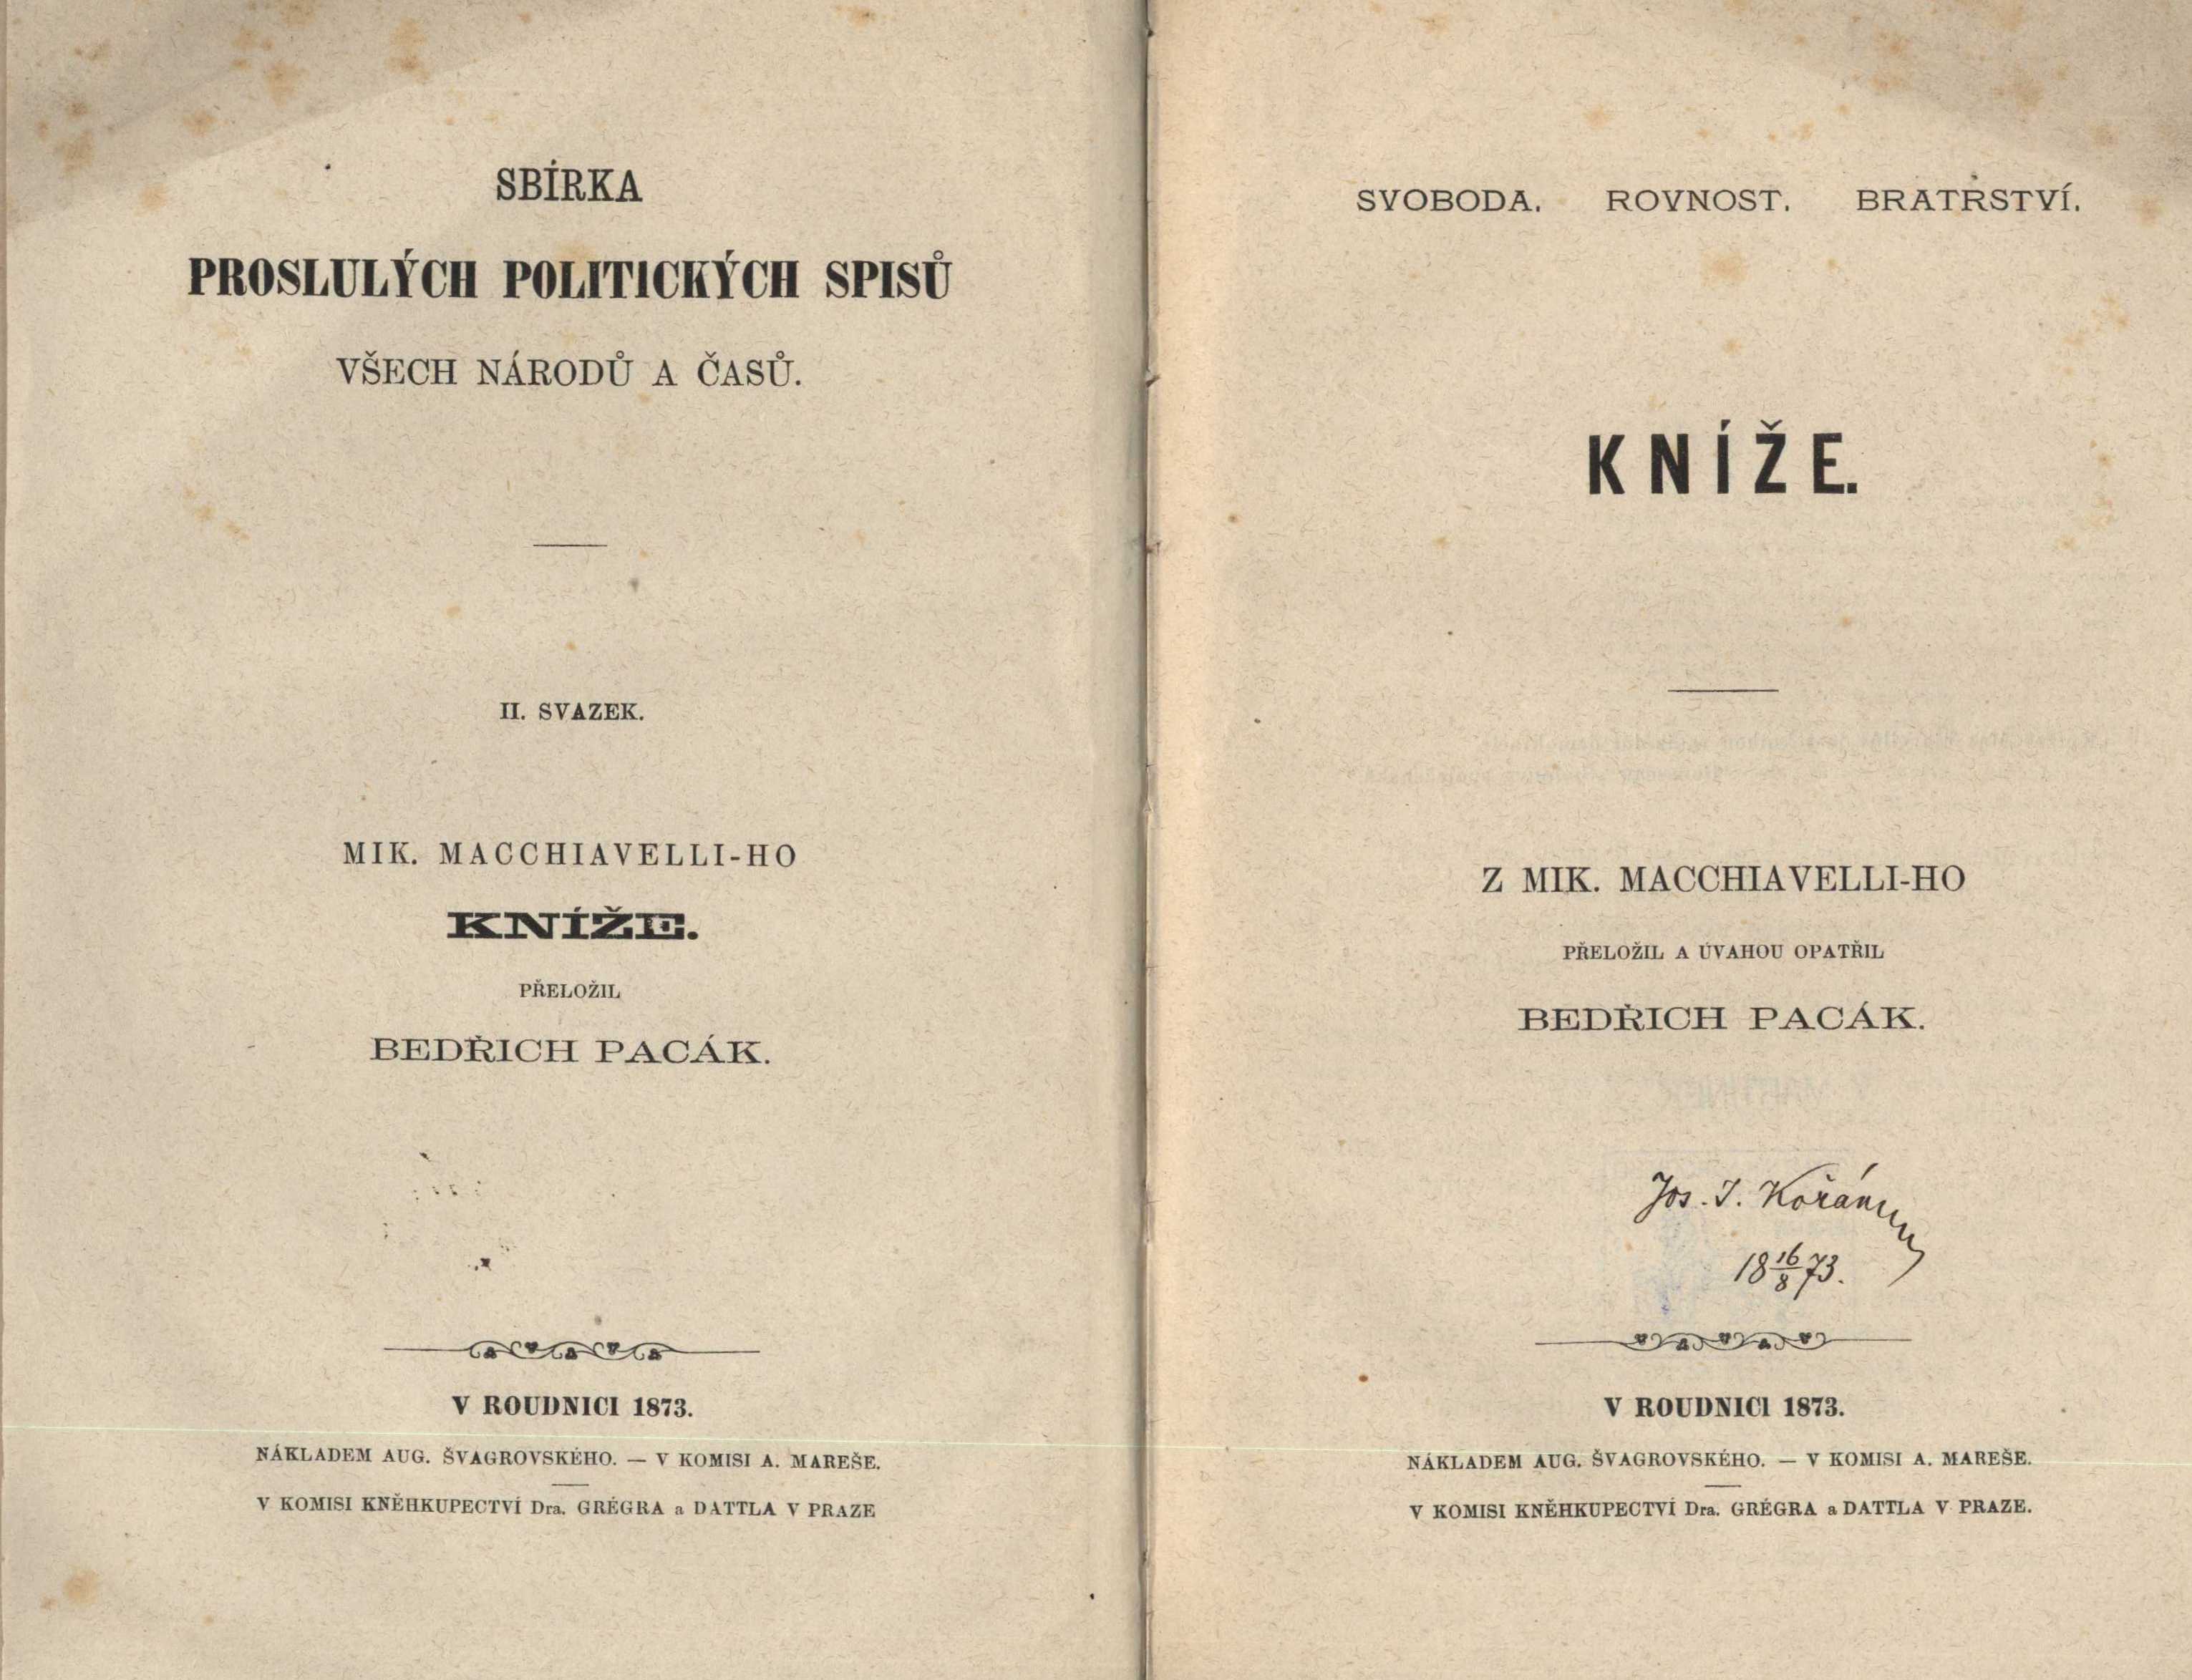 SBÍRKA
PROSLULÝCH POLITICKÝCH SPISŮ
VŠECH NÁRODŮ A ČASŮ.
II. SVAZEK.
MIK. MACCHIAVELLI-HO
KNÍŽE.
PŘELOŽIL
BEDŘICH PACÁK.
V ROUDNICI 1873.
NÁKLADEM AUG. ŠVAGROVSKÉHO. — V KOMISI A. MAREŠE.
V KOMISI KNĚHKUPECTVÍ Dra. GRÉGRA a DATTLA V PRAZE
SVOBODA. ROVNOST. BRATRSTVÍ.
KNÍŽE.
Z MIK. MACCHIAVELLI-HO
PŘELOŽIL A ÚVAHOU OPATŘIL
BEDŘICH PACÁK.
Jos. J. Kořán
18 16/8 73.
V ROUDNICI 1873.
NÁKLADEM AUG. ŠVAGROVSKÉHO. — V KOMISI A. MAREŠE.
V KOMISI KNĚHKUPECTVÍ Dra. GRÉGRA a DATTLA V PRAZE.